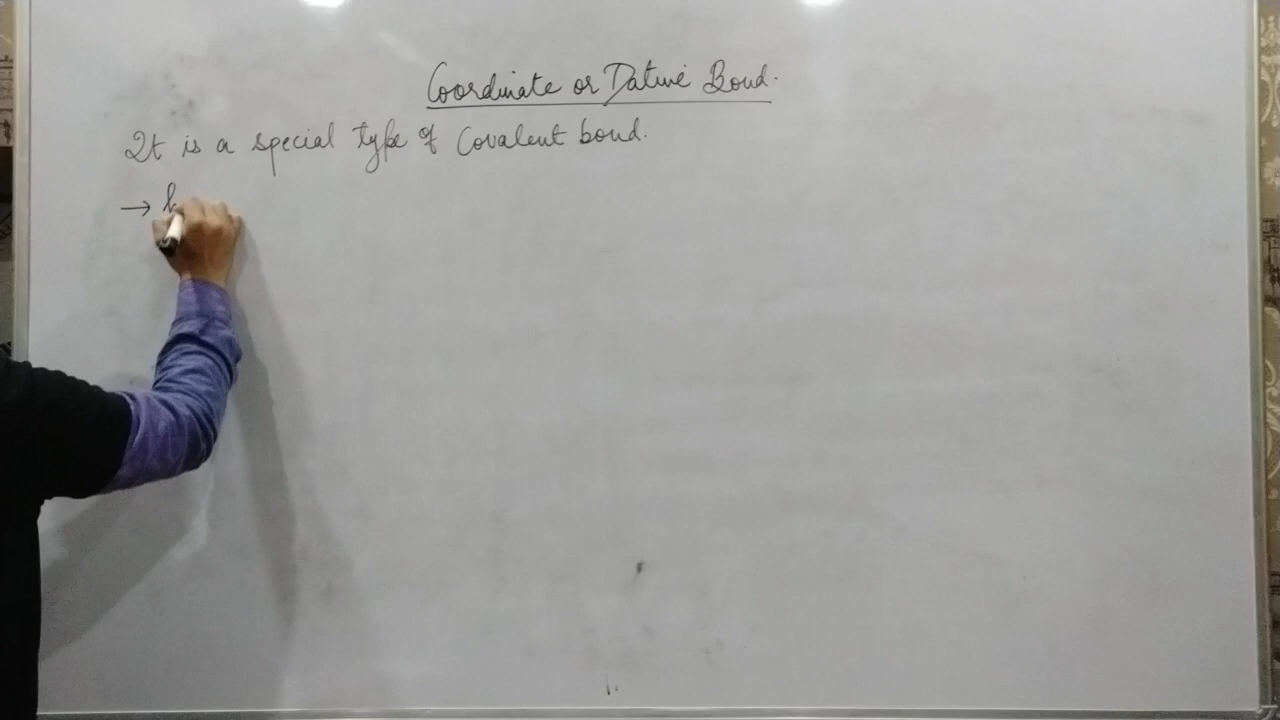 Coordinate or Dative Bond.
It is a special type of Covalent bond.
→